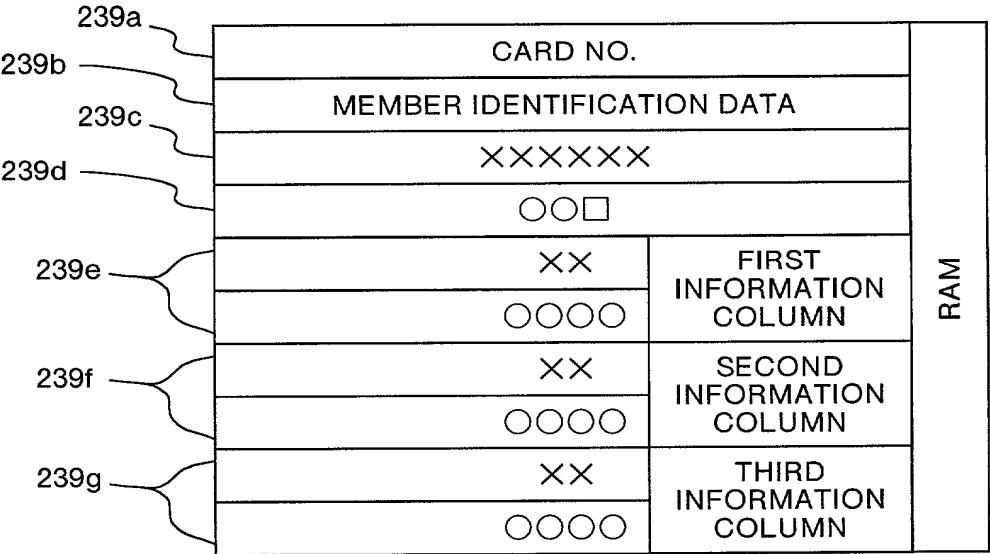 239a
CARD NO.
239b
MEMBER IDENTIFICATION DATA
239c
××××××
239d
○○□
239e
××
○○○○
FIRST
INFORMATION
COLUMN
239f
××
○○○○
SECOND
INFORMATION
COLUMN
239g
××
○○○○
THIRD
INFORMATION
COLUMN
RAM